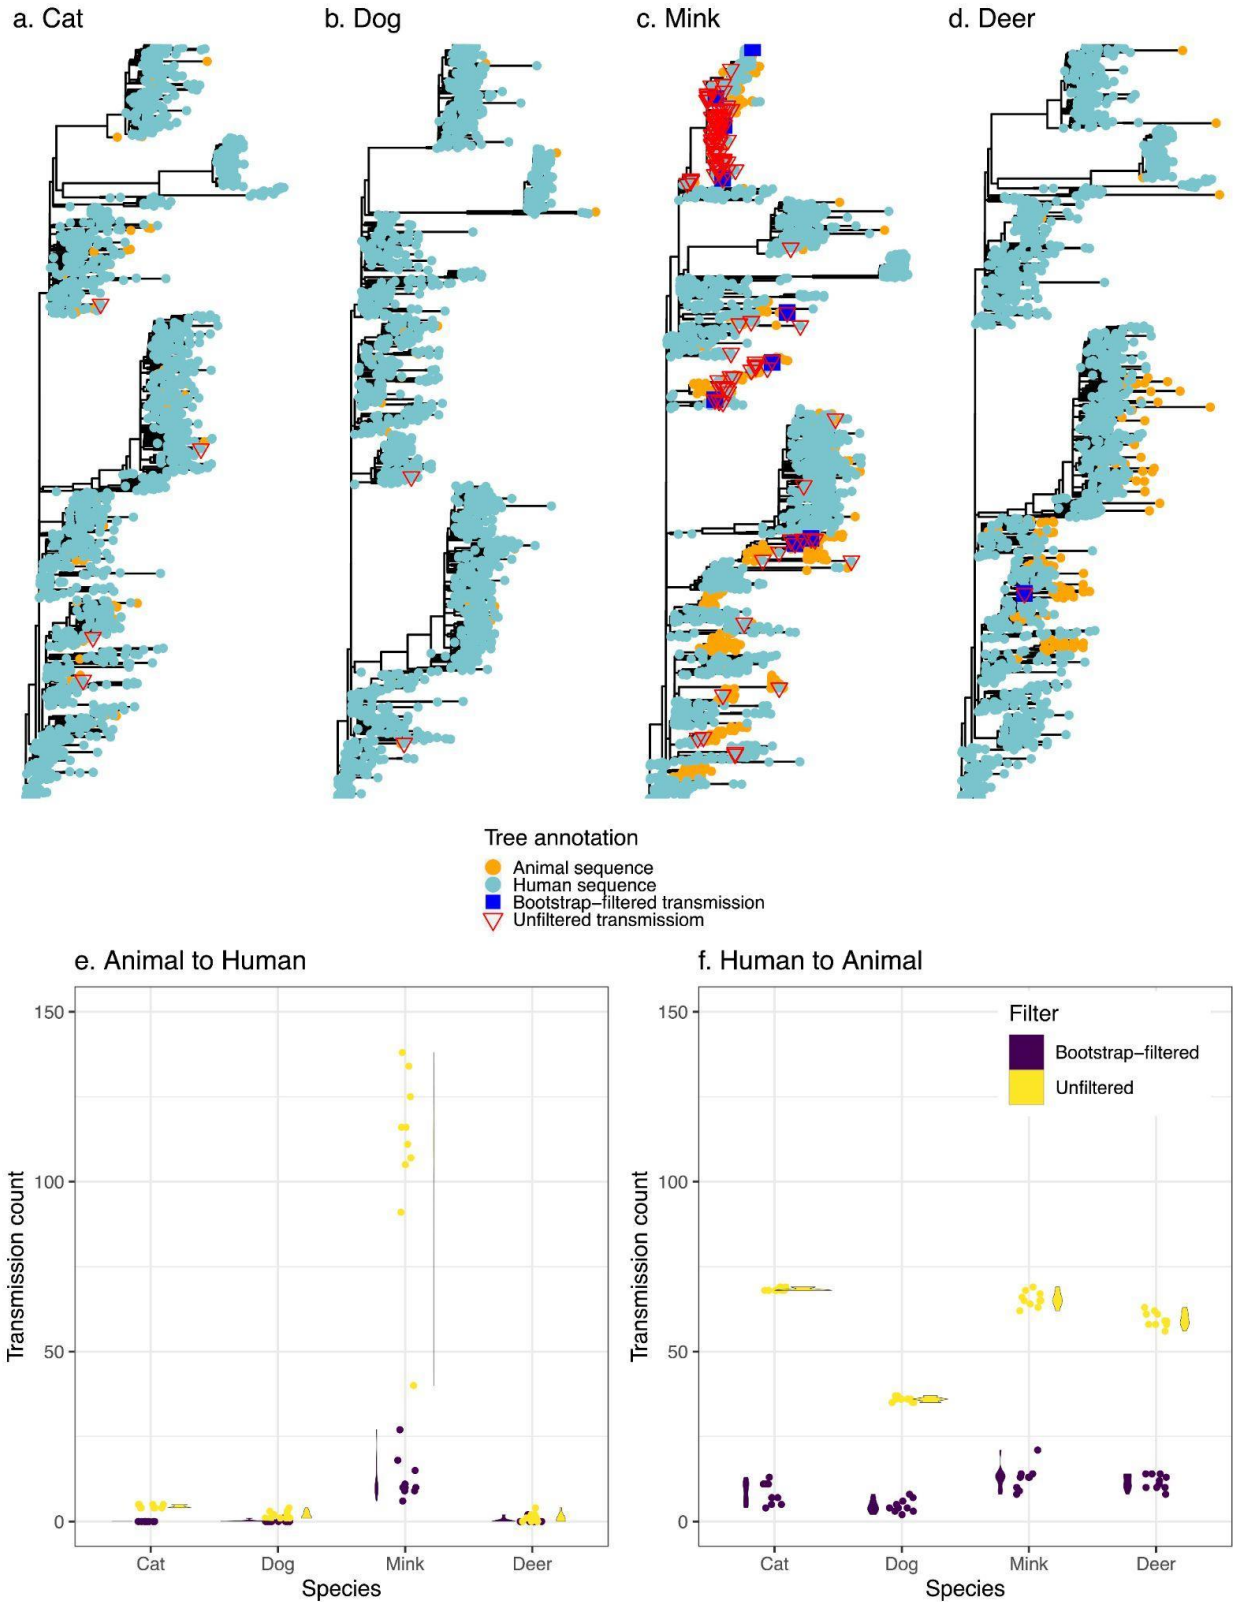 a. Cat
b. Dog
c. Mink
d. Deer
Tree annotation
Animal sequence
Human sequence
Bootstrap−filtered transmission
Unfiltered transmissiom
e. Animal to Human
f. Human to Animal
Transmission count
150
100
50
0
Cat
Dog
Mink
Deer
Species
Transmission count
150
100
50
0
Filter
Bootstrap−filtered
Unfiltered
Cat
Dog
Mink
Deer
Species